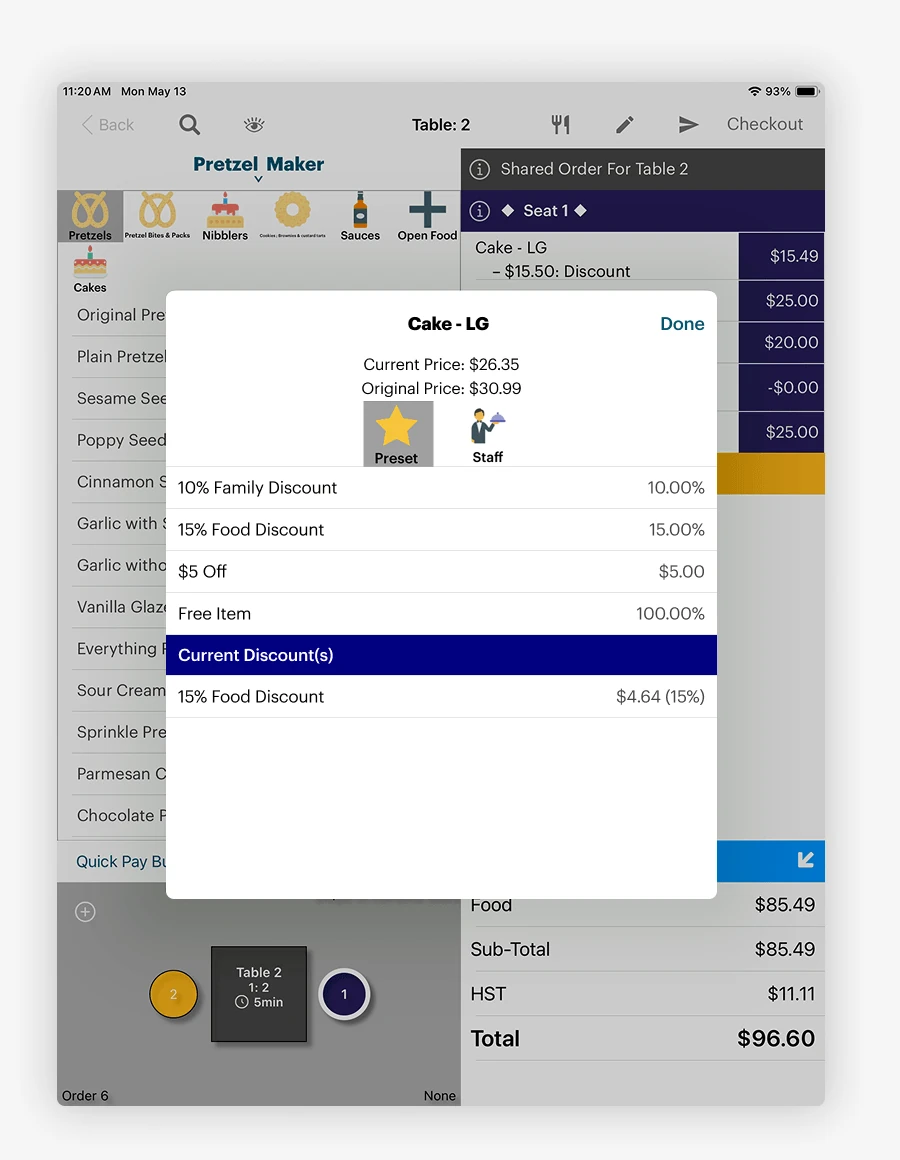 11:20 AM Mon May 13
93%
Back
Table: 2
Checkout
Pretzel Maker
Pretzels
Pretzel Bites & Packs
Nibblers
Cookies, Brownies & custard tarts
Sauces
Open Food
Cakes
Original Pre
Plain Pretzel
Sesame See
Poppy Seed
Cinnamon S
Garlic with S
Garlic witho
Vanilla Glaze
Everything P
Sour Cream
Sprinkle Pre
Parmesan C
Chocolate P
Quick Pay Bu
Shared Order For Table 2
◆ Seat 1 ◆
Cake - LG
$15.49
– $15.50: Discount
$25.00
$20.00
-$0.00
$25.00
Cake - LG
Done
Current Price: $26.35
Original Price: $30.99
Preset
Staff
10% Family Discount 10.00%
15% Food Discount 15.00%
$5 Off $5.00
Free Item 100.00%
Current Discount(s)
15% Food Discount $4.64 (15%)
Food $85.49
Sub-Total $85.49
HST $11.11
Total $96.60
2
Table 2
1: 2
5min
1
Order 6
None